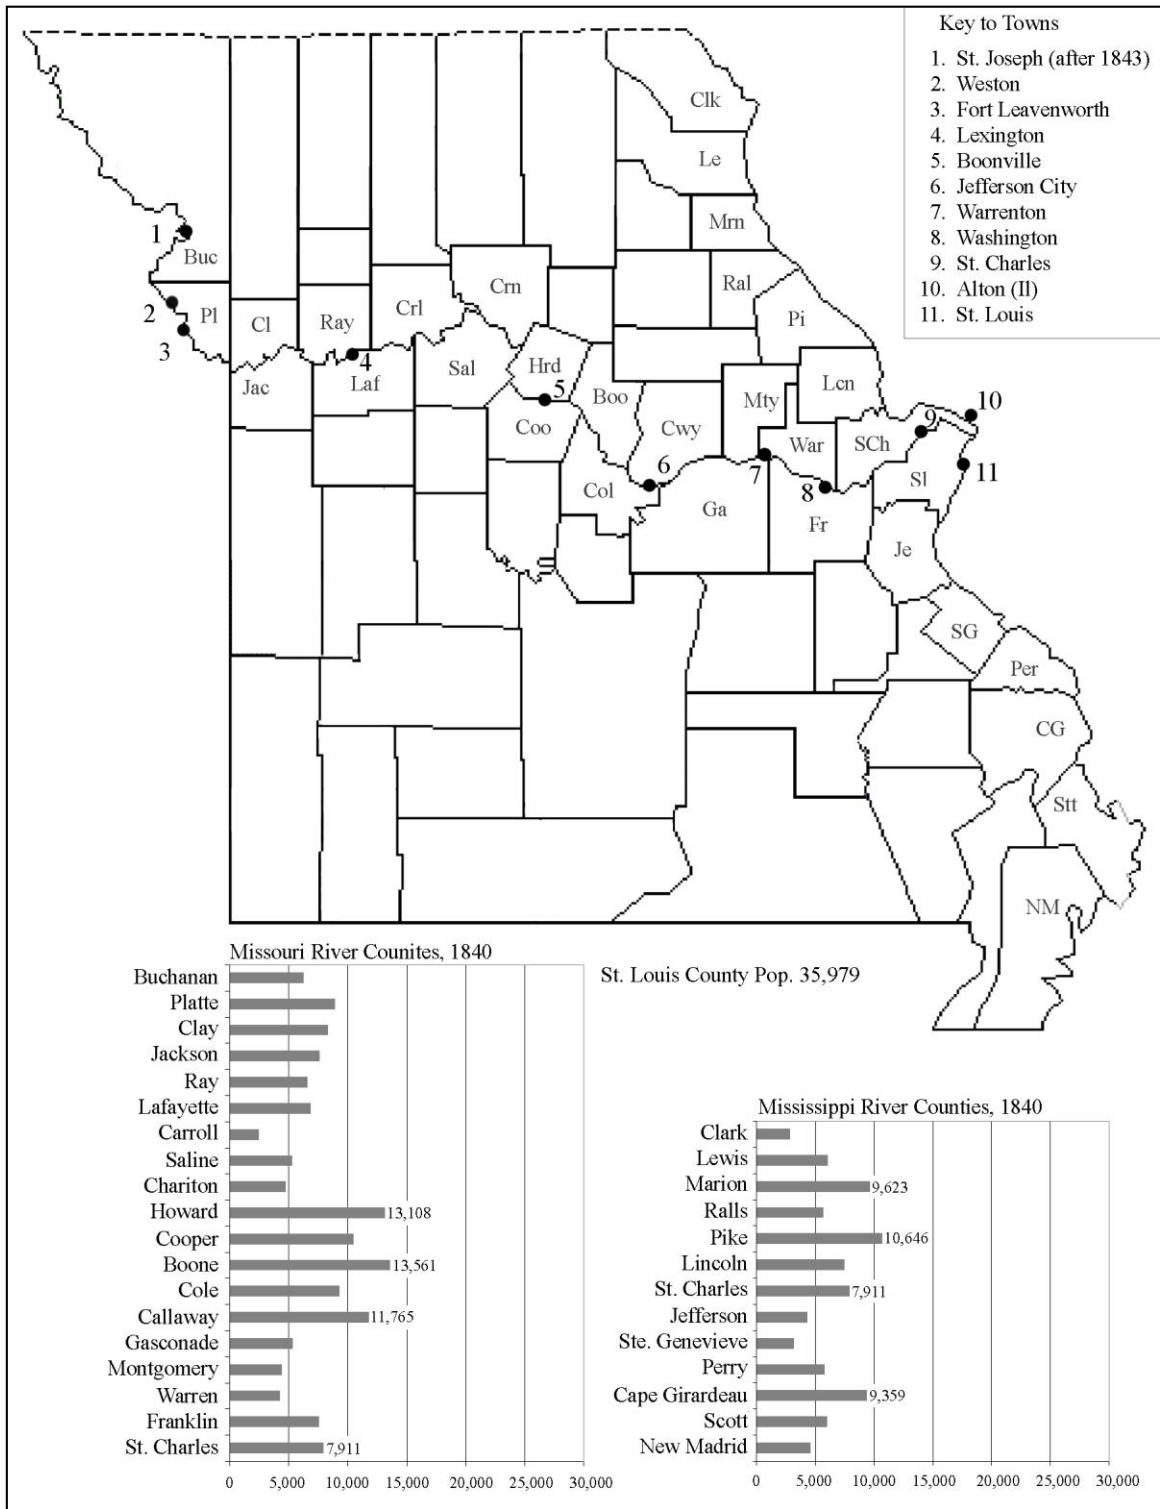 Key to Towns
1. St. Joseph (after 1843)
2. Weston
3. Fort Leavenworth
4. Lexington
5. Boonville
6. Jefferson City
7. Warrenton
8. Washington
9. St. Charles
10. Alton (Il)
11. St. Louis
Clk
Le
Mrn
1
Buc
Ral
Crn
2
Pl
Cl
Ray
Crl
Pi
3
4
Jac
Laf
Sal
Hrd
5
Boo
Mty
Lcn
10
9
Coo
Cwy
War
SCh
6
7
8
Sl
11
Col
Ga
Fr
Je
SG
Per
CG
Stt
NM
Missouri River Counites, 1840
St. Louis County Pop. 35,979
Buchanan
Platte
Clay
Jackson
Ray
Lafayette
Carroll
Saline
Chariton
Howard 13,108
Cooper
Boone 13,561
Cole
Callaway 11,765
Gasconade
Montgomery
Warren
Franklin
St. Charles 7,911
0 5,000 10,000 15,000 20,000 25,000 30,000
Mississippi River Counties, 1840
Clark
Lewis
Marion 9,623
Ralls
Pike 10,646
Lincoln
St. Charles 7,911
Jefferson
Ste. Genevieve
Perry
Cape Girardeau 9,359
Scott
New Madrid
0 5,000 10,000 15,000 20,000 25,000 30,000